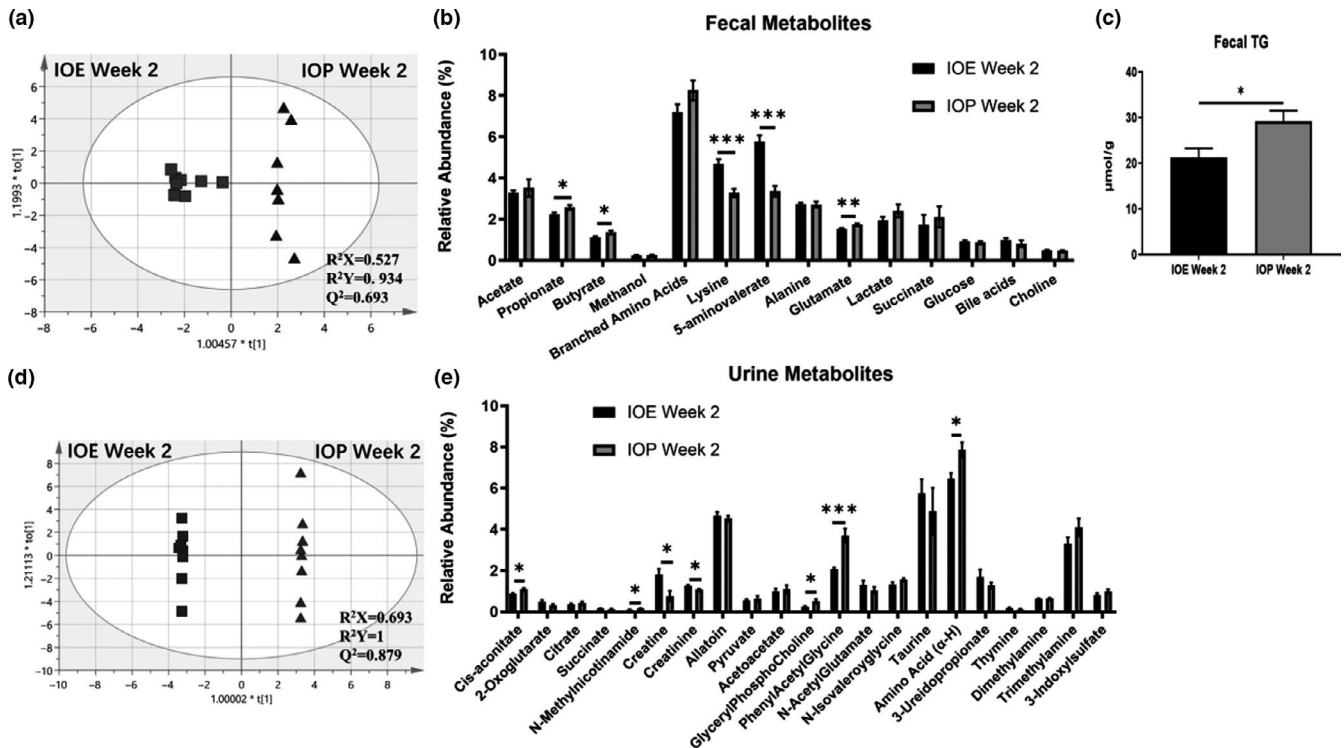 (a)
IOE Week 2
IOP Week 2
6
4
2
0
-2
-4
-6
1.1993 * to[1]
R²X=0.527
R²Y= 0. 934
Q²=0.693
-8
-6
-4
-2
0
2
4
6
1.00457 * t[1]
(b)
Fecal Metabolites
IOE Week 2
IOP Week 2
Relative Abundance (%)
10
8
6
4
2
0
*
*
***
***
**
Acetate
Propionate
Butyrate
Methanol
Branched Amino Acids
Lysine
5-aminovalerate
Alanine
Glutamate
Lactate
Succinate
Glucose
Bile acids
Choline
(c)
Fecal TG
µmol/g
40
30
20
10
0
*
IOE Week 2
IOP Week 2
(d)
IOE Week 2
IOP Week 2
8
6
4
2
0
-2
-4
-6
-8
-10
1.21113 * to[1]
R²X=0.693
R²Y=1
Q²=0.879
-10
-8
-6
-4
-2
0
2
4
6
8
10
1.00002 * t[1]
(e)
Urine Metabolites
IOE Week 2
IOP Week 2
Relative Abundance (%)
10
8
6
4
2
0
*
*
*
*
*
***
*
Cis-aconitate
2-Oxoglutarate
Citrate
Succinate
N-Methylnicotinamide
Creatine
Creatinine
Allatoin
Pyruvate
Acetoacetate
GlycerylPhosphoCholine
PhenylAcetylGlycine
N-AcetylGlutamate
N-Isovaleroyglycine
Taurine
Amino Acid (α-H)
3-Ureidopropionate
Thymine
Dimethylamine
Trimethylamine
3-Indoxylsulfate